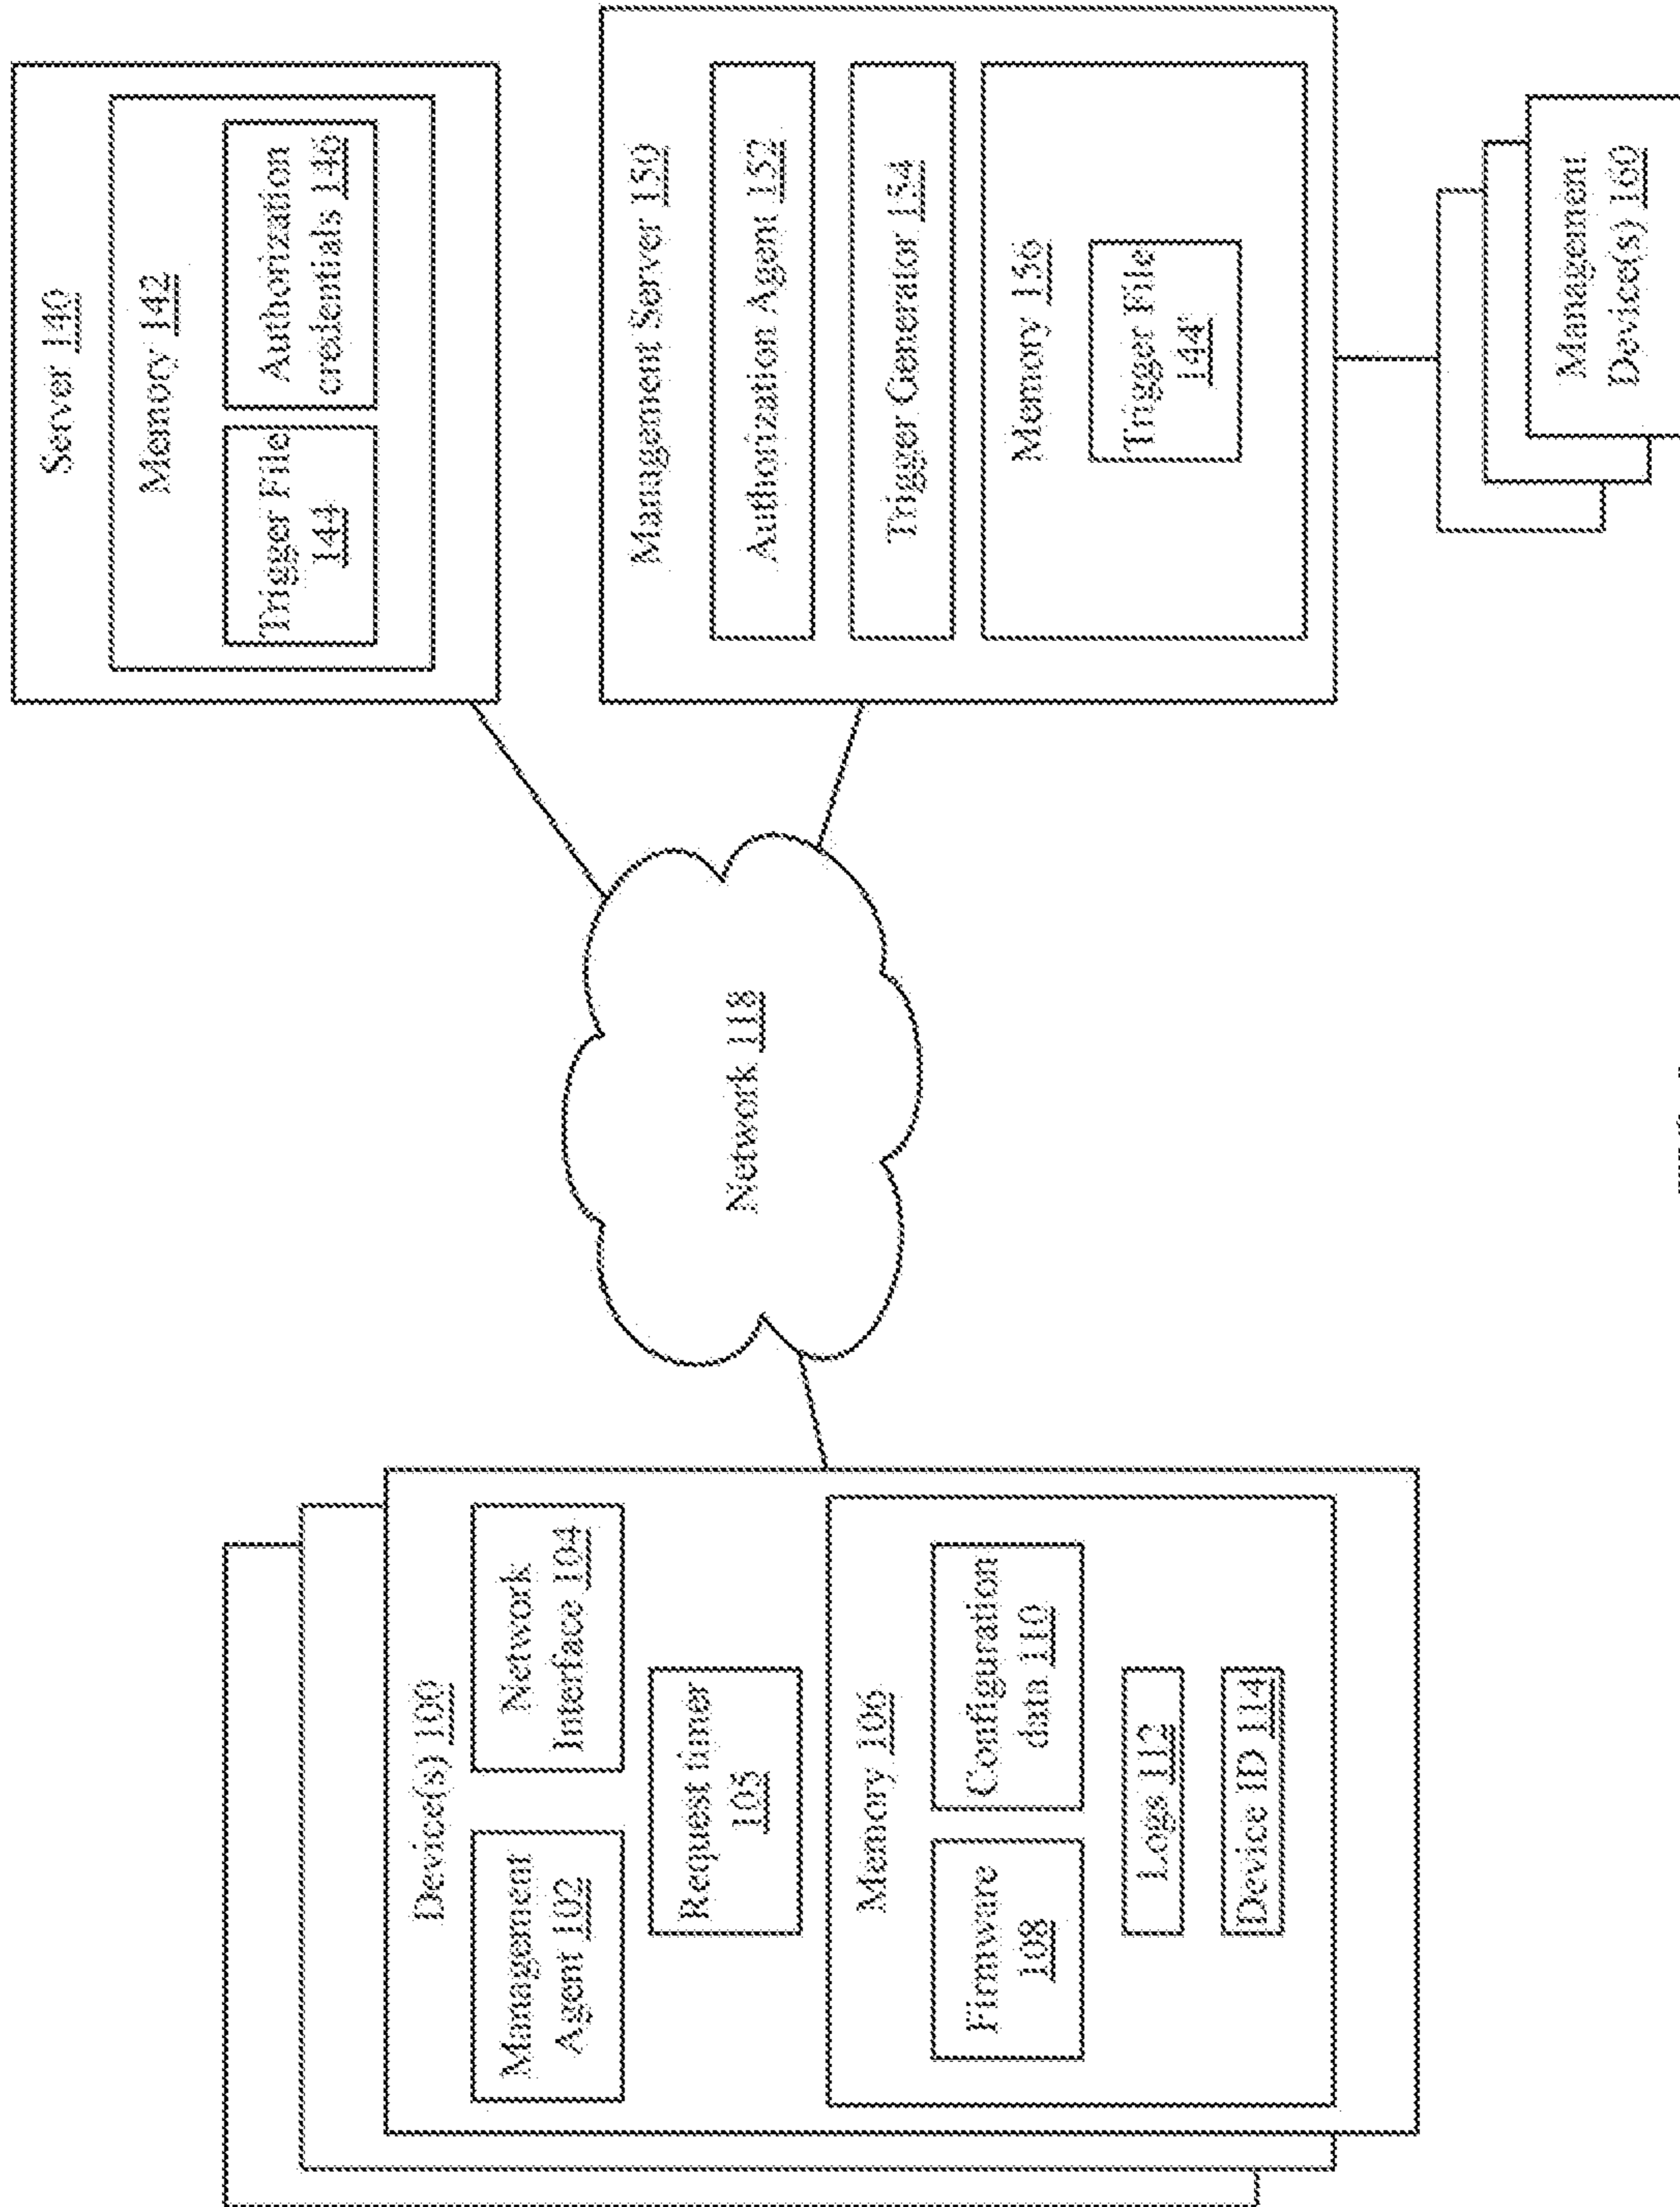 Device(s) 100
Management
Agent 102
Network
Interface 104
Request timer
105
Memory 106
Firmware
108
Configuration
data 110
Logs 112
Device ID 114
Network 118
Server 140
Memory 142
Trigger File
144
Authorization
credentials 146
Management Server 150
Authorization Agent 152
Trigger Generator 154
Memory 156
Trigger File
144'
Management
Device(s) 160